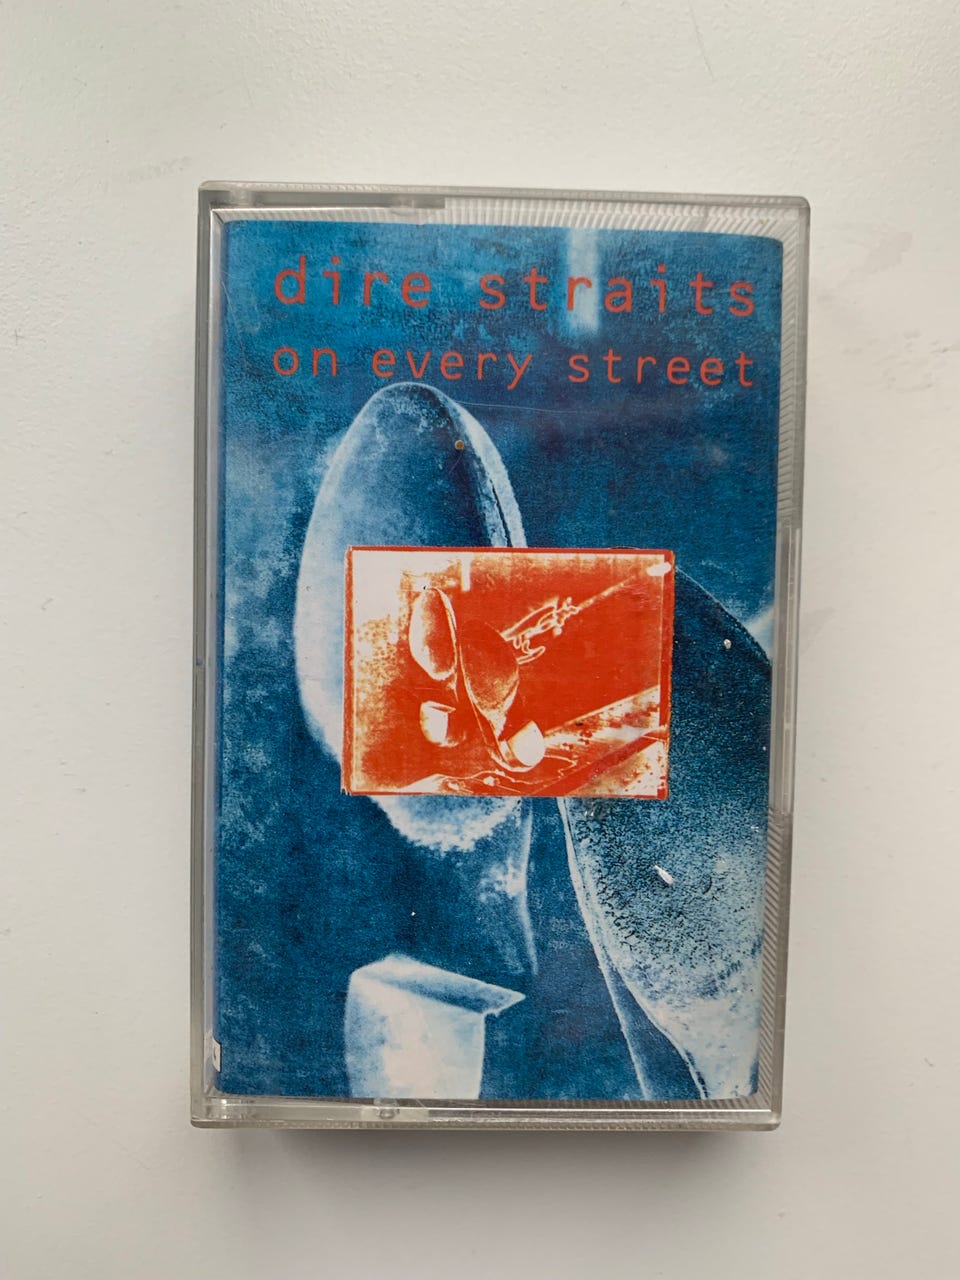 dire straits
on every street